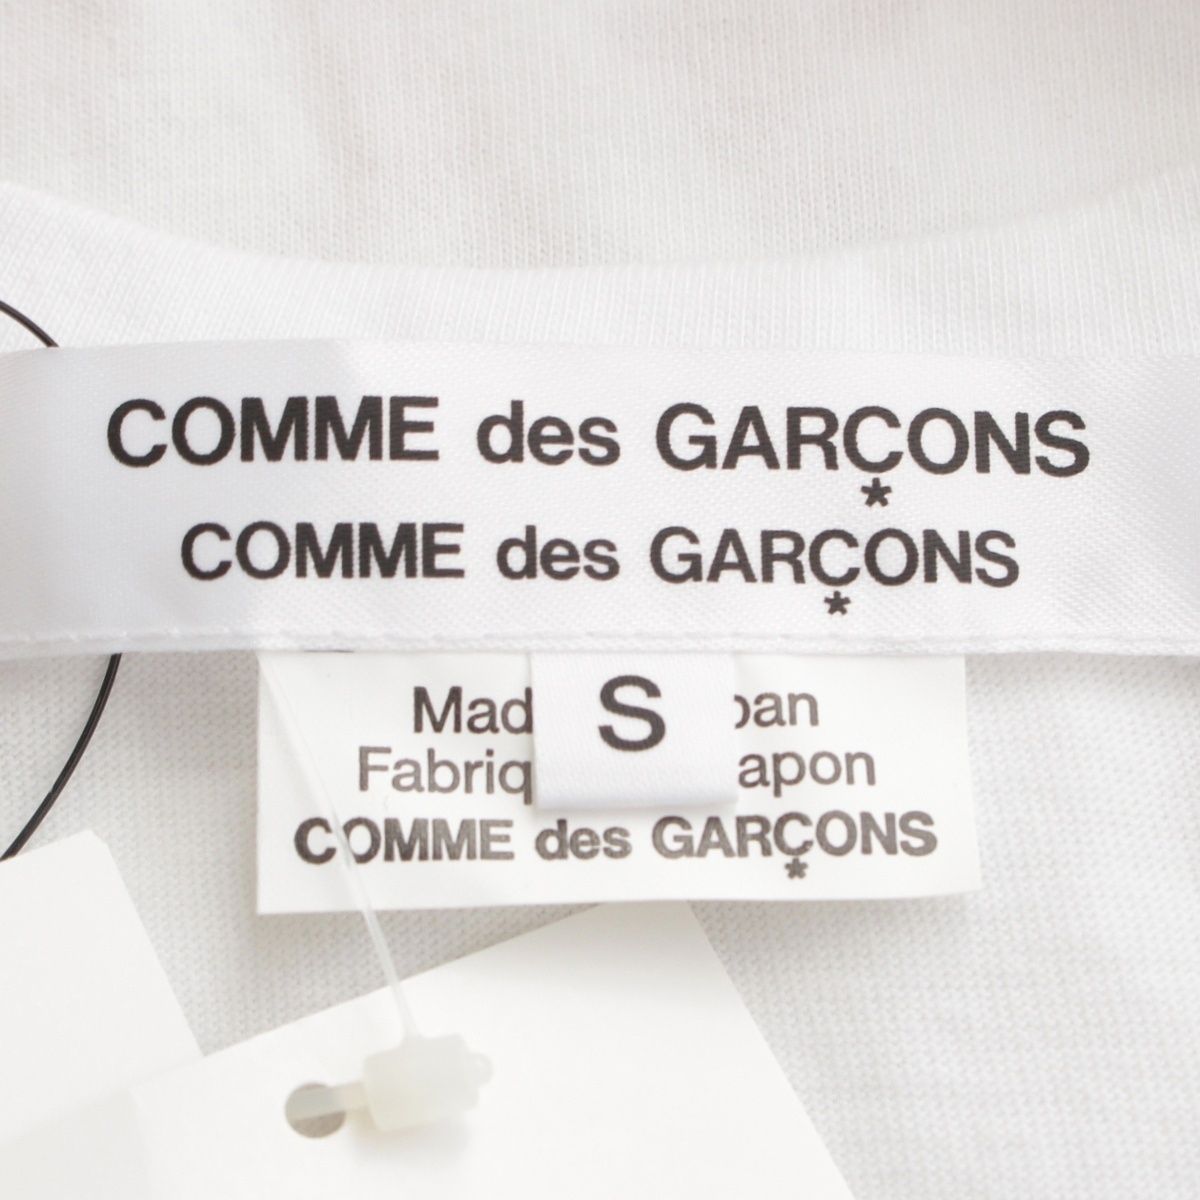 COMME des GARÇONS
COMME des GARÇONS
S
Mad pan
Fabriq apon
COMME des GARÇONS